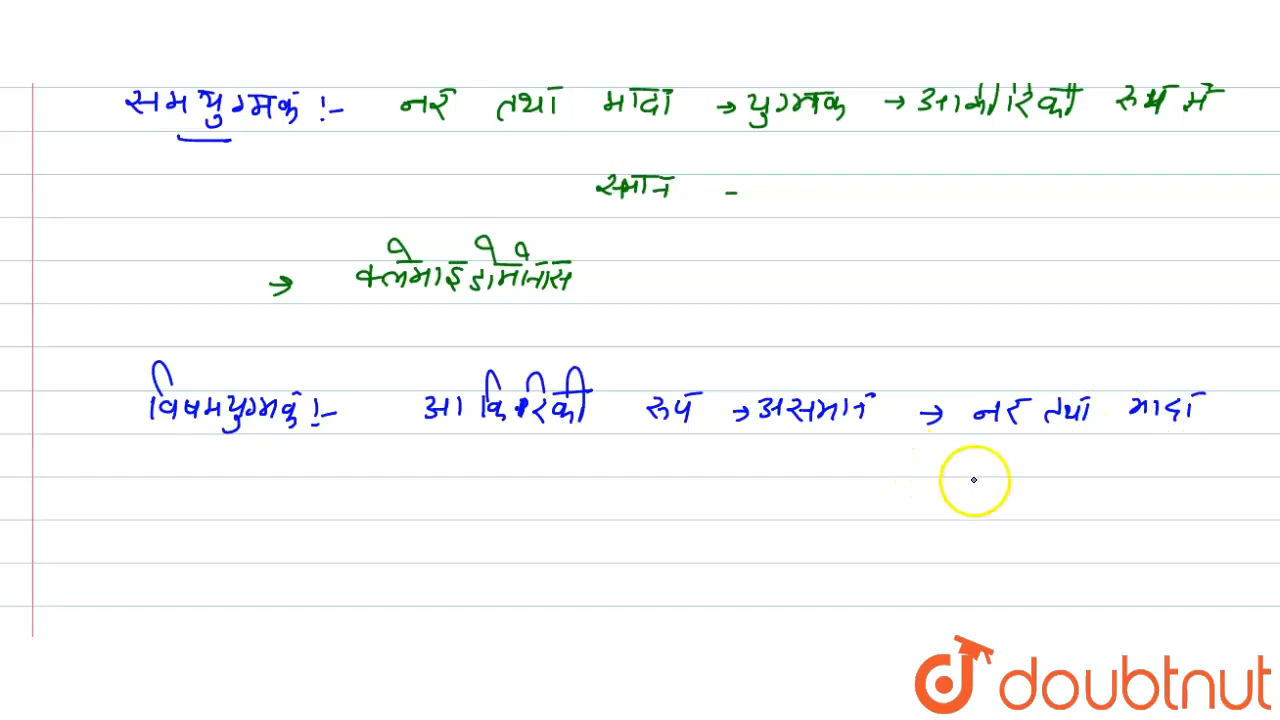 समयुग्मक :- नर तथा मादा → युग्मक → आकारिकी रूप में
समान -
→ क्लेमाइडोमोनास
विषमयुग्मक :- आकिरिकी रूप → असमान → नर तथा मादा
doubtnut